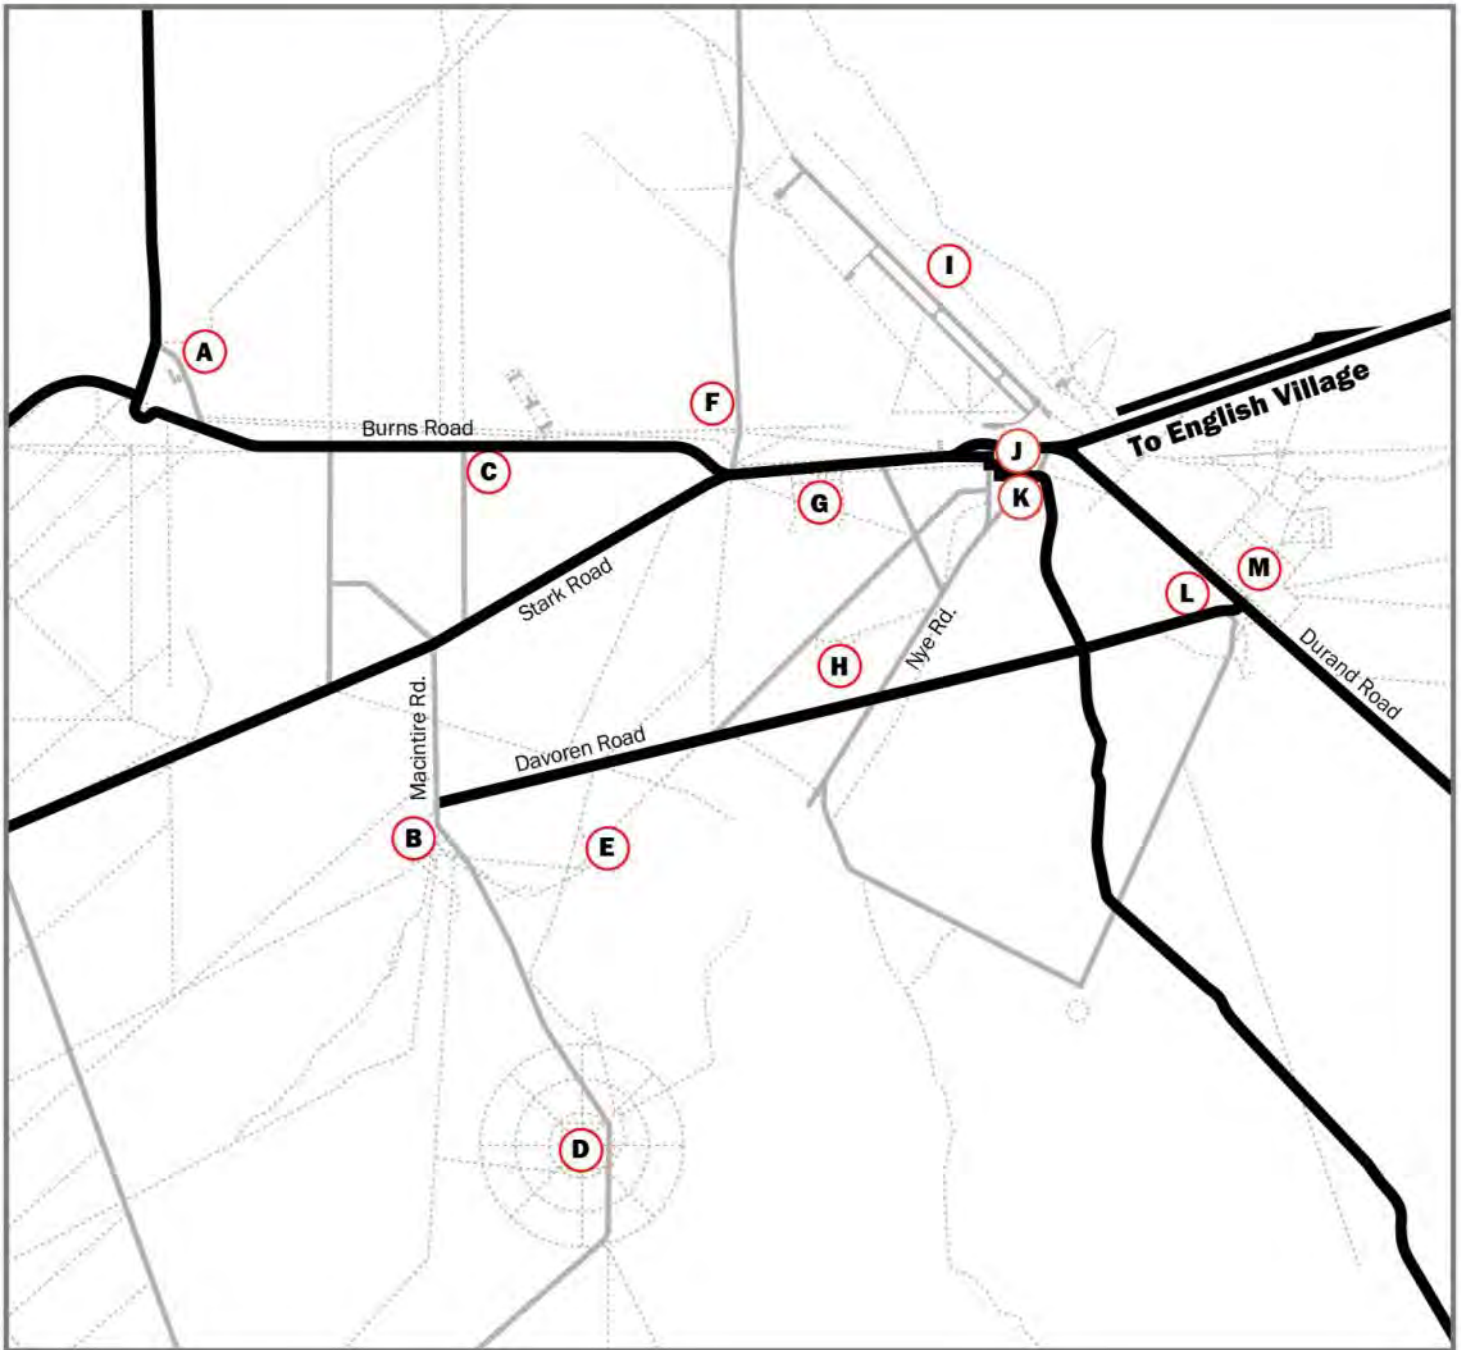 I
A
To English Village
F
Burns Road
J
C
K
G
M
Stark Road
L
Nye Rd.
H
Durand Road
Macintire Rd.
Davoren Road
B
E
D